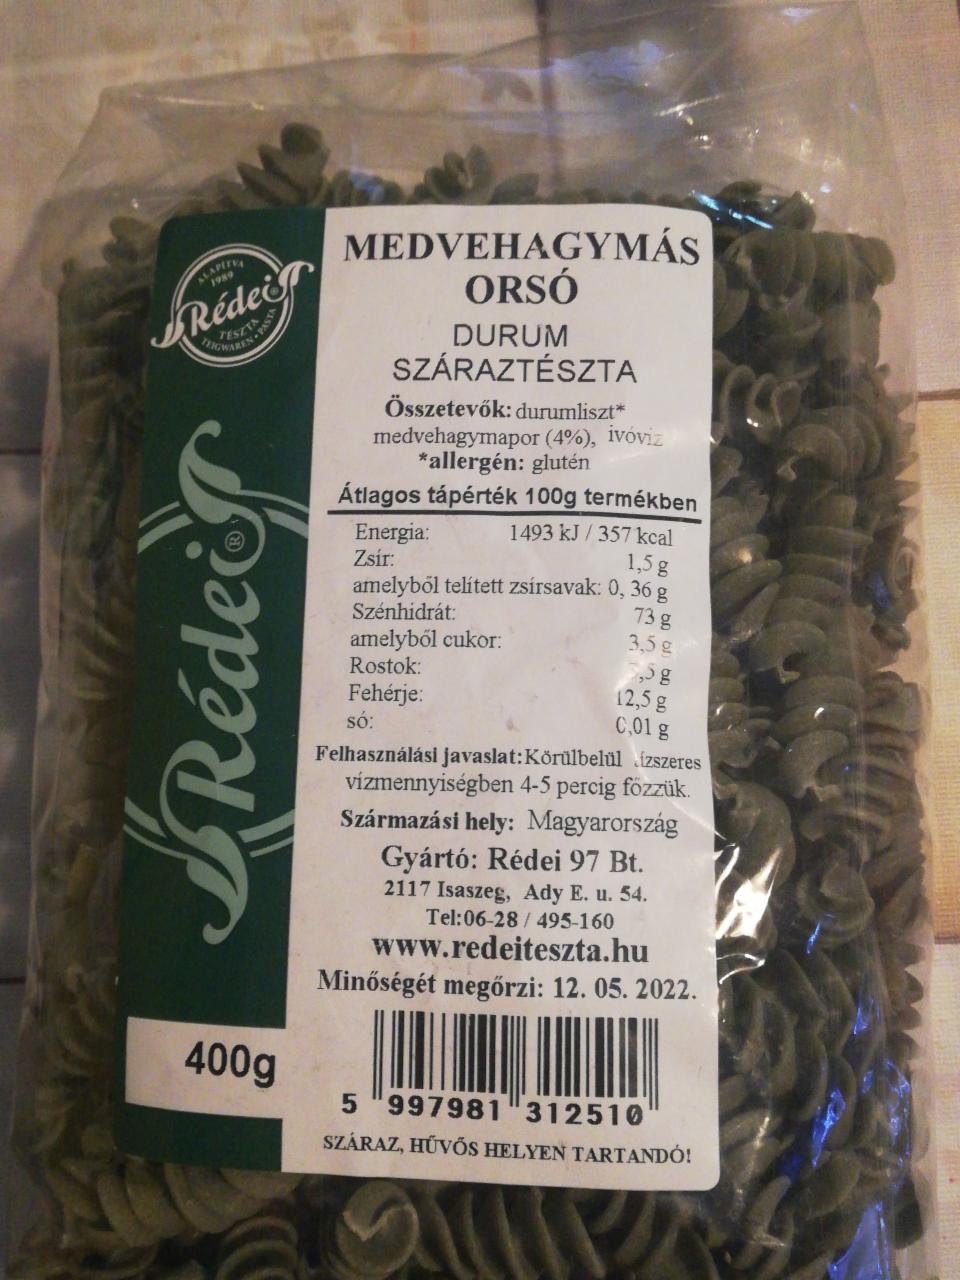 ALAPÍTVA
1989
Rédei
TÉSZTA
TEIGWAREN • PASTA
Rédei®
400g
MEDVEHAGYMÁS
ORSÓ
DURUM
SZÁRAZTÉSZTA
Összetevők: durumliszt*
medvehagymapor (4%), ivóvíz
*allergén: glutén
Átlagos tápérték 100g termékben
Energia: 1493 kJ / 357 kcal
Zsír: 1,5 g
amelyből telített zsírsavak: 0, 36 g
Szénhidrát: 73 g
amelyből cukor: 3,5 g
Rostok: g
Fehérje: 12,5 g
só: 0,01 g
Felhasználási javaslat:Körülbelül tízszeres
vízmennyiségben 4-5 percig főzzük.
Származási hely: Magyarország
Gyártó: Rédei 97 Bt.
2117 Isaszeg, Ady E. u. 54.
Tel:06-28 / 495-160
www.redeiteszta.hu
Minőségét megőrzi: 12. 05. 2022.
5 997981 312510
SZÁRAZ, HŰVÖS HELYEN TARTANDÓ!